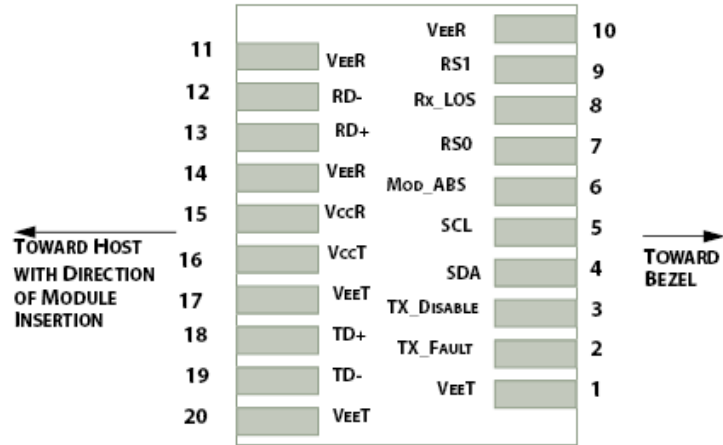 11 VEER
12 RD-
13 RD+
14 VEER
15 VCCR
16 VCCT
17 VEET
18 TD+
19 TD-
20 VEET
VEER 10
RS1 9
RX_LOS 8
RS0 7
MOD_ABS 6
SCL 5
SDA 4
TX_DISABLE 3
TX_FAULT 2
VEET 1
TOWARD HOST
WITH DIRECTION
OF MODULE
INSERTION
TOWARD
BEZEL